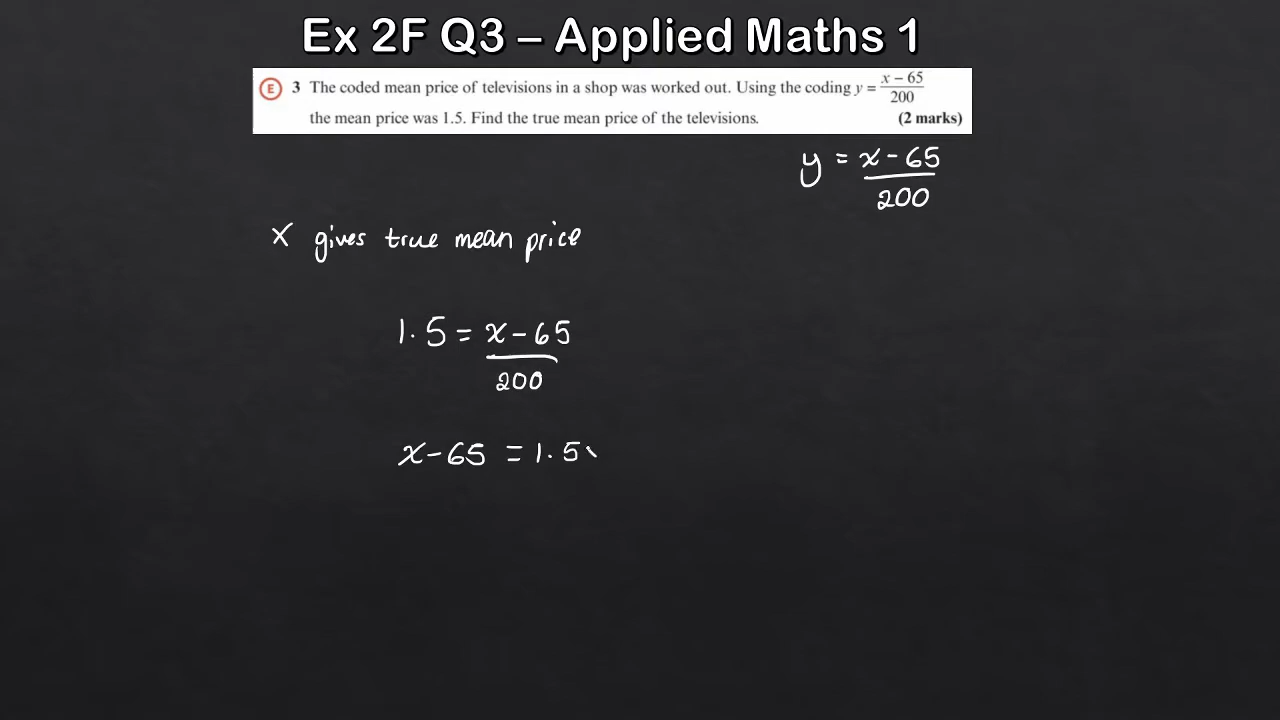 Ex 2F Q3 – Applied Maths 1
E 3 The coded mean price of televisions in a shop was worked out. Using the coding y = (x – 65)/200
the mean price was 1.5. Find the true mean price of the televisions. (2 marks)
y = (x - 65)/200
x gives true mean price
1.5 = (x - 65)/200
x - 65 = 1.5